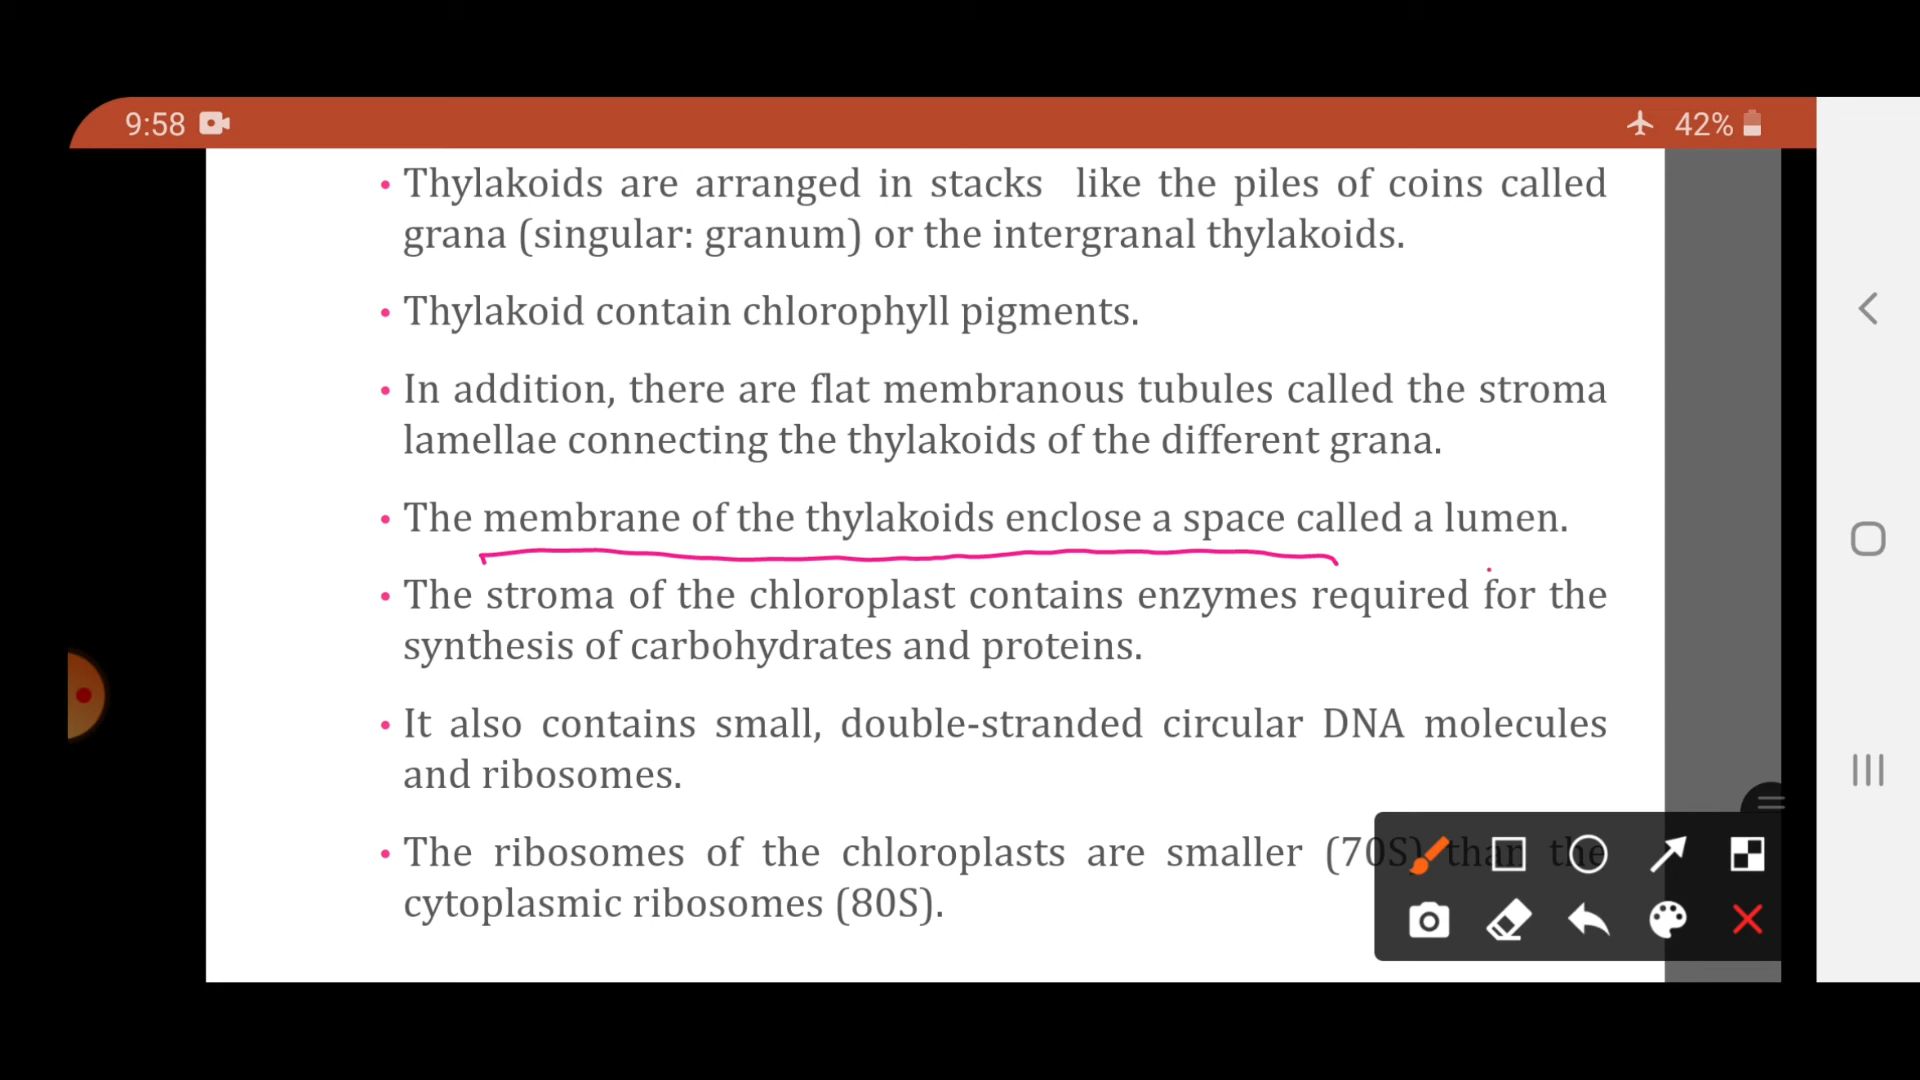 9:58
42%
• Thylakoids are arranged in stacks like the piles of coins called
grana (singular: granum) or the intergranal thylakoids.
• Thylakoid contain chlorophyll pigments.
• In addition, there are flat membranous tubules called the stroma
lamellae connecting the thylakoids of the different grana.
• The membrane of the thylakoids enclose a space called a lumen.
• The stroma of the chloroplast contains enzymes required for the
synthesis of carbohydrates and proteins.
• It also contains small, double-stranded circular DNA molecules
and ribosomes.
• The ribosomes of the chloroplasts are smaller (70S) than the
cytoplasmic ribosomes (80S).